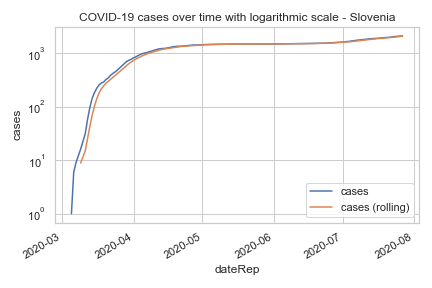 COVID-19 cases over time with logarithmic scale - Slovenia
cases
10³
10²
10¹
10⁰
cases
cases (rolling)
2020-03
2020-04
2020-05
2020-06
2020-07
2020-08
dateRep